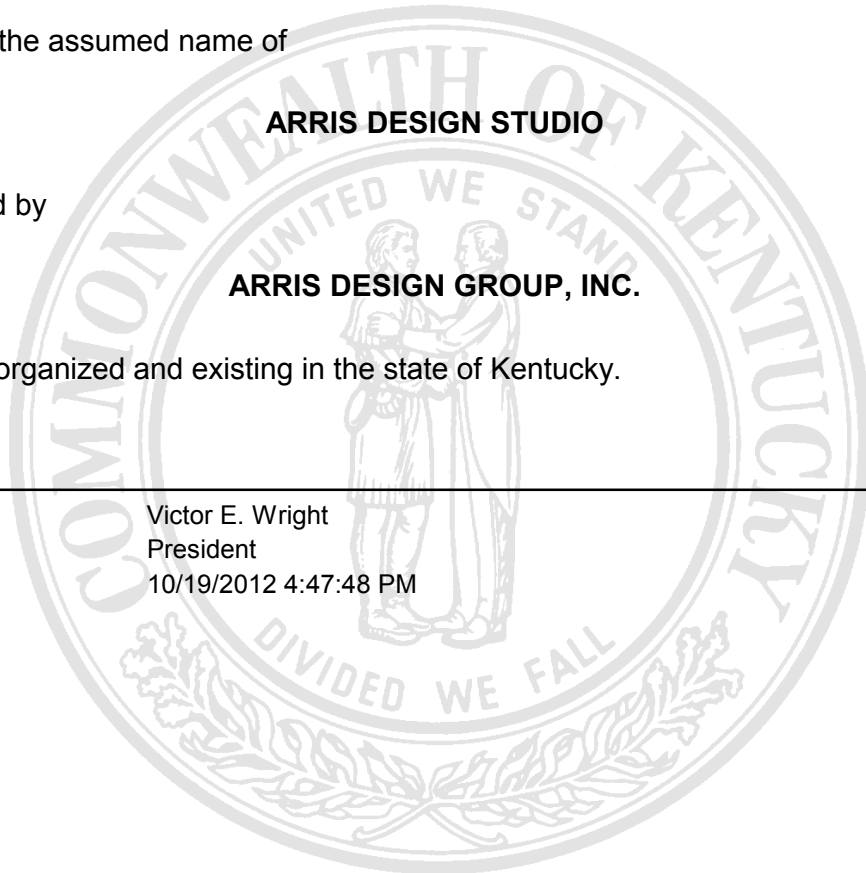 the assumed name of
ARRIS DESIGN STUDIO
d by
ARRIS DESIGN GROUP, INC.
organized and existing in the state of Kentucky.
Victor E. Wright
President
10/19/2012 4:47:48 PM
COMMONWEALTH OF KENTUCKY
UNITED WE STAND
DIVIDED WE FALL